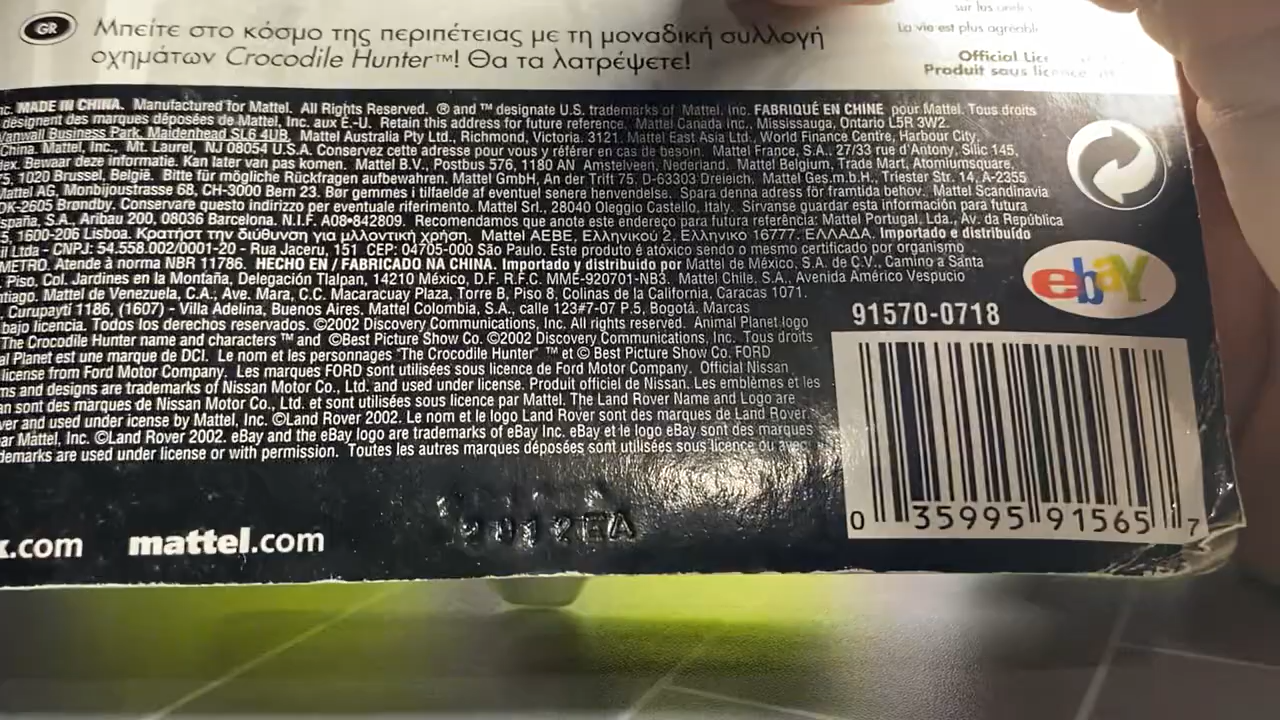 GR Μπείτε στο κόσμο της περιπέτειας με τη μοναδική συλλογή
οχημάτων Crocodile Hunter™! Θα τα λατρέψετε!
La vie est plus
Official
Produit sous licence
MADE IN CHINA. Manufactured for Mattel. All Rights Reserved. ® and ™ designate U.S. trademarks of Mattel, Inc. FABRIQUÉ EN CHINE pour Mattel. Tous droits
désignent des marques déposées de Mattel, Inc. aux É.-U. Retain this address for future reference. Mattel Canada Inc., Mississauga, Ontario L5R 3W2.
Vanwall Business Park, Maidenhead SL6 4UB. Mattel Australia Pty Ltd., Richmond, Victoria. 3121. Mattel East Asia Ltd., World Finance Centre, Harbour City,
China. Mattel, Inc., Mt. Laurel, NJ 08054 U.S.A. Conservez cette adresse pour vous y référer en cas de besoin. Mattel France, S.A., 27/33 rue d'Antony, Silic 145,
Bewaar deze informatie. Kan later van pas komen. Mattel B.V., Postbus 576, 1180 AN Amstelveen, Nederland. Mattel Belgium, Trade Mart, Atomiumsquare,
1020 Brussel, België. Bitte für mögliche Rückfragen aufbewahren. Mattel GmbH, An der Trift 75, D-63303 Dreieich. Mattel Ges.m.b.H., Triester Str. 14, A-2355
Mattel AG, Monbijoustrasse 68, CH-3000 Bern 23. Bør gemmes i tilfælde af eventuel senere henvendelse. Spara denna adress för framtida behov. Mattel Scandinavia
DK-2605 Brøndby. Conservare questo indirizzo per eventuale riferimento. Mattel Srl., 28040 Oleggio Castello, Italy. Sírvanse guardar esta información para futura
España, S.A., Aribau 200, 08036 Barcelona. N.I.F. A08-842809. Recomendamos que anote este endereço para futura referência: Mattel Portugal, Lda., Av. da República
1600-206 Lisboa. Κρατήστ την διύθυνση για μλλοντική χρήση. Mattel ΑΕΒΕ, Ελληνικού 2, Ελληνικο 16777, ΕΛΛΑΔΑ. Importado e distribuído
Ltda - CNPJ: 54.558.002/0001-20 - Rua Jaceru, 151 CEP: 04705-000 São Paulo. Este produto é atóxico sendo o mesmo certificado por organismo
METRO. Atende à norma NBR 11786. HECHO EN / FABRICADO NA CHINA. Importado y distribuido por Mattel de México, S.A. de C.V., Camino a Santa
Piso, Col. Jardines en la Montaña, Delegación Tlalpan, 14210 México, D.F. R.F.C. MME-920701-NB3. Mattel Chile, S.A., Avenida Américo Vespucio
Mattel de Venezuela, C.A., Ave. Mara, C.C. Macaracuay Plaza, Torre B, Piso 8, Colinas de la California, Caracas 1071.
Curupaytí 1186, (1607) - Villa Adelina, Buenos Aires. Mattel Colombia, S.A., calle 123#7-07 P.5, Bogotá. Marcas
bajo licencia. Todos los derechos reservados. ©2002 Discovery Communications, Inc. All rights reserved. Animal Planet logo
The Crocodile Hunter name and characters ™ and ©Best Picture Show Co. ©2002 Discovery Communications, Inc. Tous droits
Planet est une marque de DCI. Le nom et les personnages "The Crocodile Hunter" ™ et © Best Picture Show Co. FORD
license from Ford Motor Company. Les marques FORD sont utilisées sous licence de Ford Motor Company. Official Nissan
and designs are trademarks of Nissan Motor Co., Ltd. and used under license. Produit officiel de Nissan. Les emblèmes et les
sont des marques de Nissan Motor Co., Ltd. et sont utilisées sous licence par Mattel. The Land Rover Name and Logo are
and used under icense by Mattel, Inc. ©Land Rover 2002. Le nom et le logo Land Rover sont des marques de Land Rover
Mattel, Inc. ©Land Rover 2002. eBay and the eBay logo are trademarks of eBay Inc. eBay et le logo eBay sont des marques
are used under license or with permission. Toutes les autres marques déposées sont utilisées sous licence ou avec
ebay
91570-0718
0 35995 91565 7
.com mattel.com